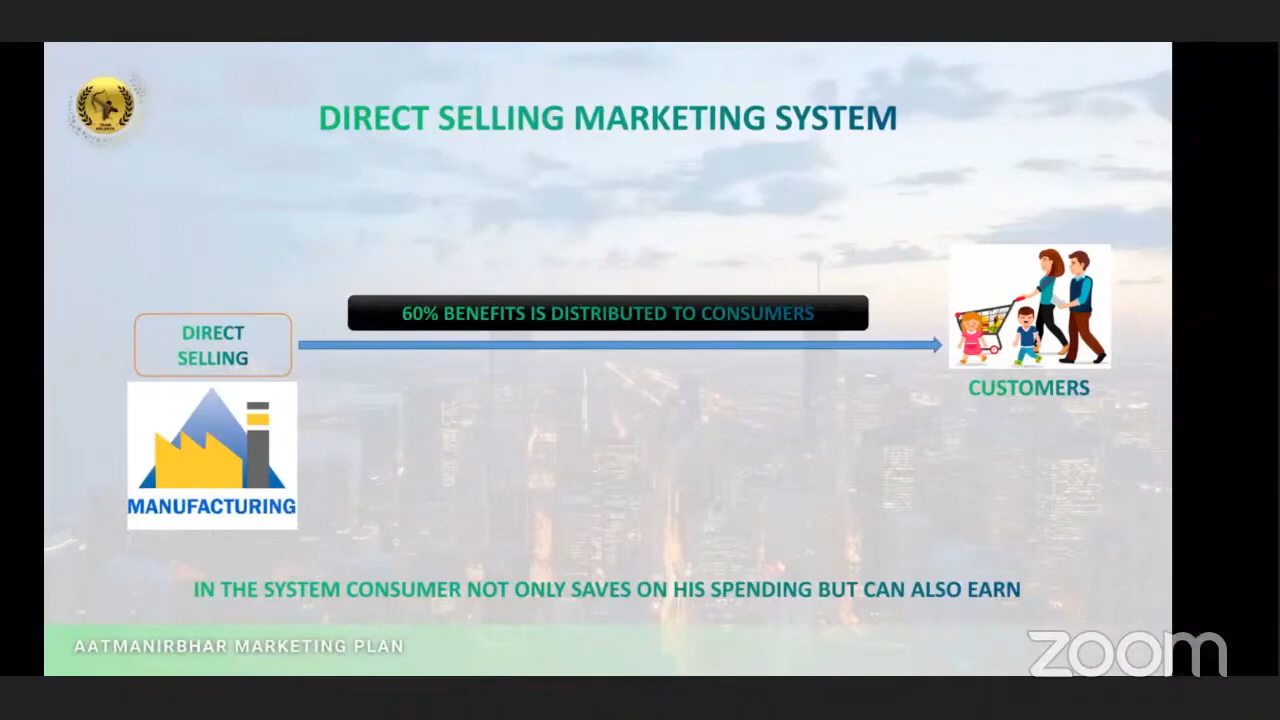 DIRECT SELLING MARKETING SYSTEM
60% BENEFITS IS DISTRIBUTED TO CONSUMERS
DIRECT
SELLING
CUSTOMERS
MANUFACTURING
IN THE SYSTEM CONSUMER NOT ONLY SAVES ON HIS SPENDING BUT CAN ALSO EARN
AATMANIRBHAR MARKETING PLAN
zoom